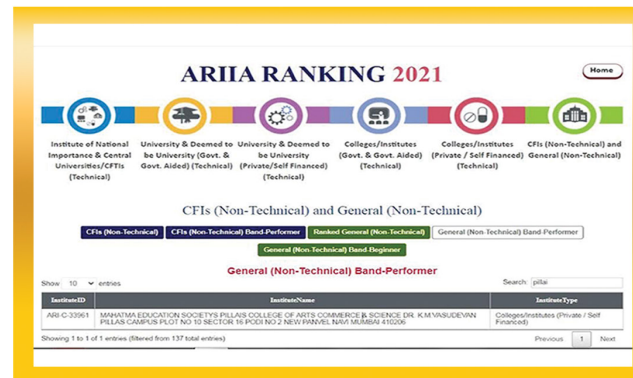 ARIIA RANKING 2021
Home
Institute of National
Importance & Central
Universities/CFTIs
(Technical)
University & Deemed to
be University (Govt. &
Govt. Aided) (Technical)
University & Deemed to
be University
(Private/Self Financed)
(Technical)
Colleges/Institutes
(Govt. & Govt. Aided)
(Technical)
Colleges/Institutes
(Private / Self Financed)
(Technical)
CFIs (Non-Technical) and
General (Non-Technical)
CFIs (Non-Technical) and General (Non-Technical)
CFIs (Non-Technical)
CFIs (Non-Technical) Band-Performer
Ranked General (Non-Technical)
General (Non-Technical) Band-Performer
General (Non-Technical) Band-Beginner
General (Non-Technical) Band-Performer
Show 10 entries
Search: pillai
InstituteID InstituteName InstituteType
ARI-C-33961 MAHATMA EDUCATION SOCIETYS PILLAIS COLLEGE OF ARTS COMMERCE & SCIENCE DR. K.M.VASUDEVAN Colleges/Institutes (Private / Self
PILLAS CAMPUS PLOT NO 10 SECTOR 16 PODI NO.2 NEW PANVEL NAVI MUMBAI 410206 Financed)
Showing 1 to 1 of 1 entries (filtered from 137 total entries)
Previous 1 Next